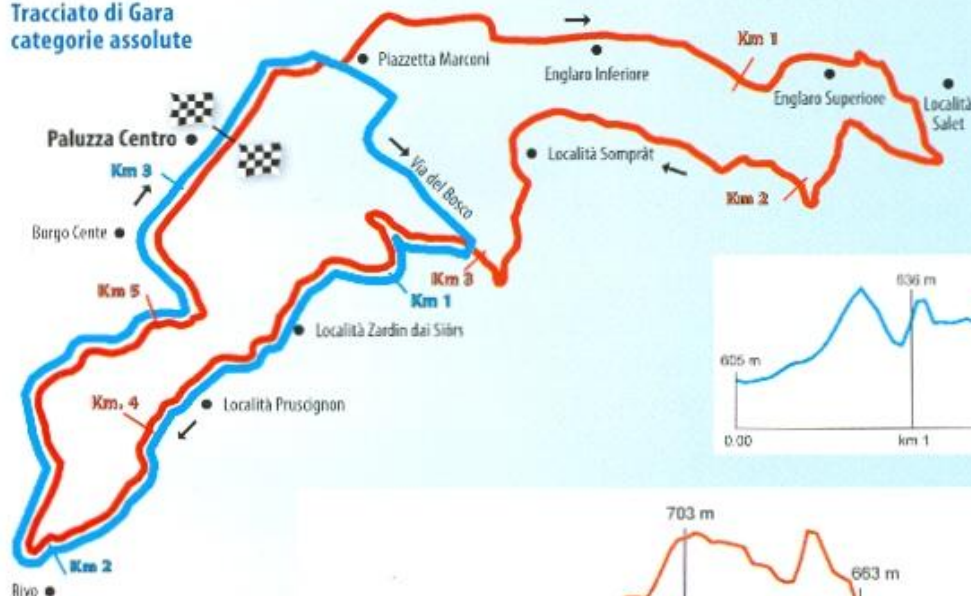 Tracciato di Gara
categorie assolute
Piazzetta Marconi
Englaro Inferiore
Km 1
Englaro Superiore
Località
Salet
Paluzza Centro
Km 3
Via del Bosco
Località Somprât
Km 2
Borgo Cente
Km 3
Km 1
Km 5
Località Zardin dai Siôrs
Km. 4
Località Pruscignon
Km 2
Rivo
636 m
605 m
0.00
km 1
703 m
663 m